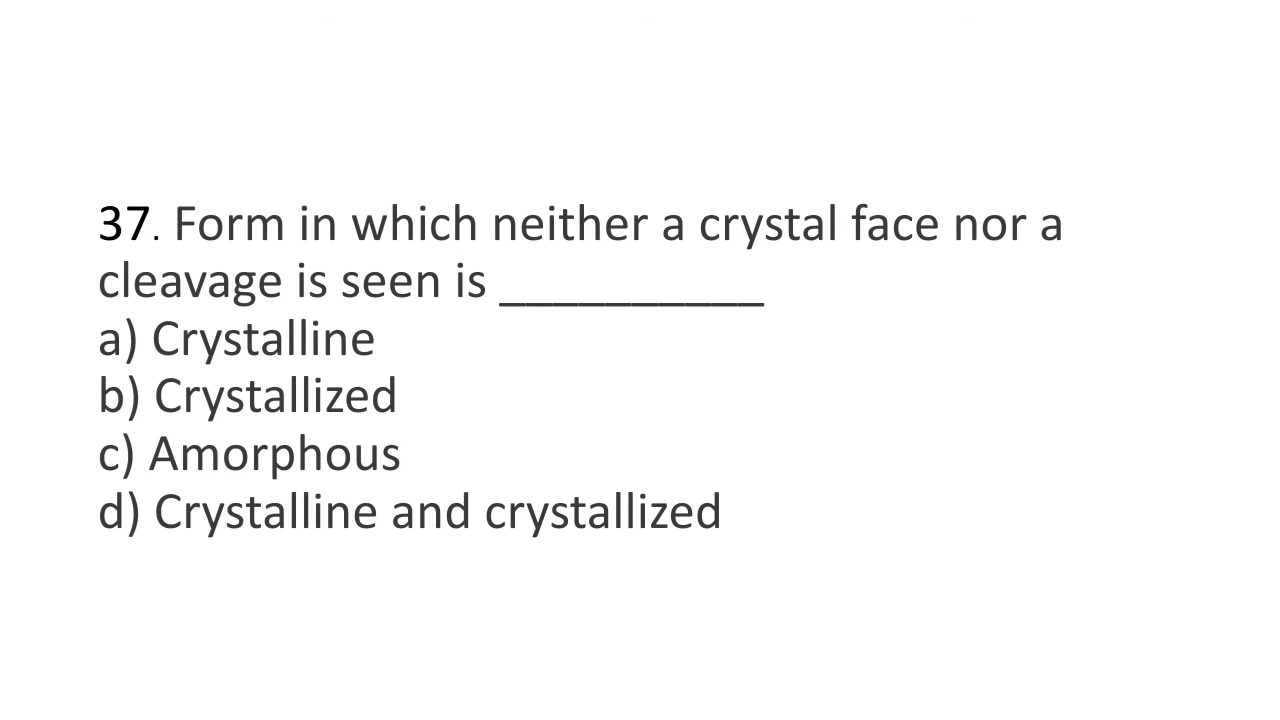 37. Form in which neither a crystal face nor a
cleavage is seen is __________
a) Crystalline
b) Crystallized
c) Amorphous
d) Crystalline and crystallized